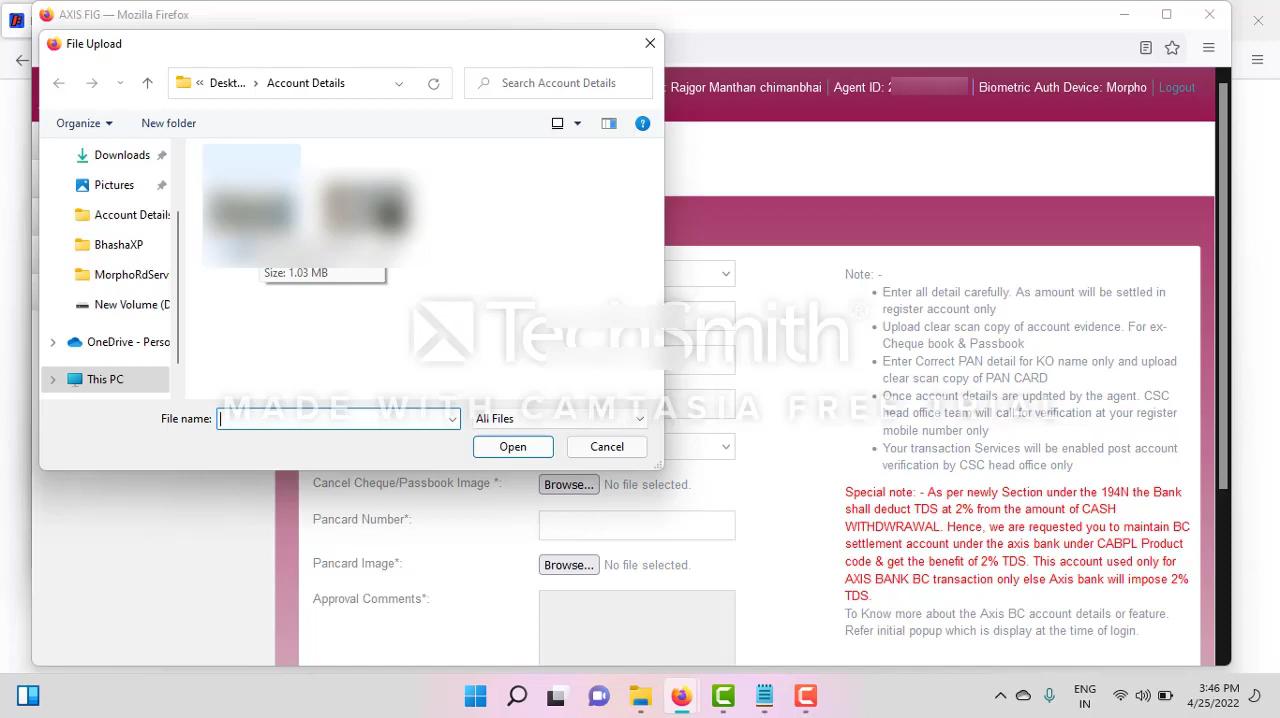 AXIS FIG — Mozilla Firefox
File Upload
« Deskt... > Account Details
Search Account Details
: Rajgor Manthan chimanbhai
Agent ID: 2
Biometric Auth Device: Morpho
Logout
Organize
New folder
Downloads
Pictures
Account Details
BhashaXP
MorphoRdServ
New Volume (D
OneDrive - Perso
This PC
Size: 1.03 MB
TechSmith®
MADE WITH CAMTASIA FREE TRIAL
File name:
All Files
Open
Cancel
Cancel Cheque/Passbook Image *:
Browse... No file selected.
Pancard Number*:
Pancard Image*:
Browse... No file selected.
Approval Comments*:
Note: -
Enter all detail carefully. As amount will be settled in
register account only
Upload clear scan copy of account evidence. For ex-
Cheque book & Passbook
Enter Correct PAN detail for KO name only and upload
clear scan copy of PAN CARD
Once account details are updated by the agent. CSC
head office team will call for verification at your register
mobile number only
Your transaction Services will be enabled post account
verification by CSC head office only
Special note: - As per newly Section under the 194N the Bank
shall deduct TDS at 2% from the amount of CASH
WITHDWRAWAL. Hence, we are requested you to maintain BC
settlement account under the axis bank under CABPL Product
code & get the benefit of 2% TDS. This account used only for
AXIS BANK BC transaction only else Axis bank will impose 2%
TDS.
To Know more about the Axis BC account details or feature.
Refer initial popup which is display at the time of login.
ENG
IN
3:46 PM
4/25/2022